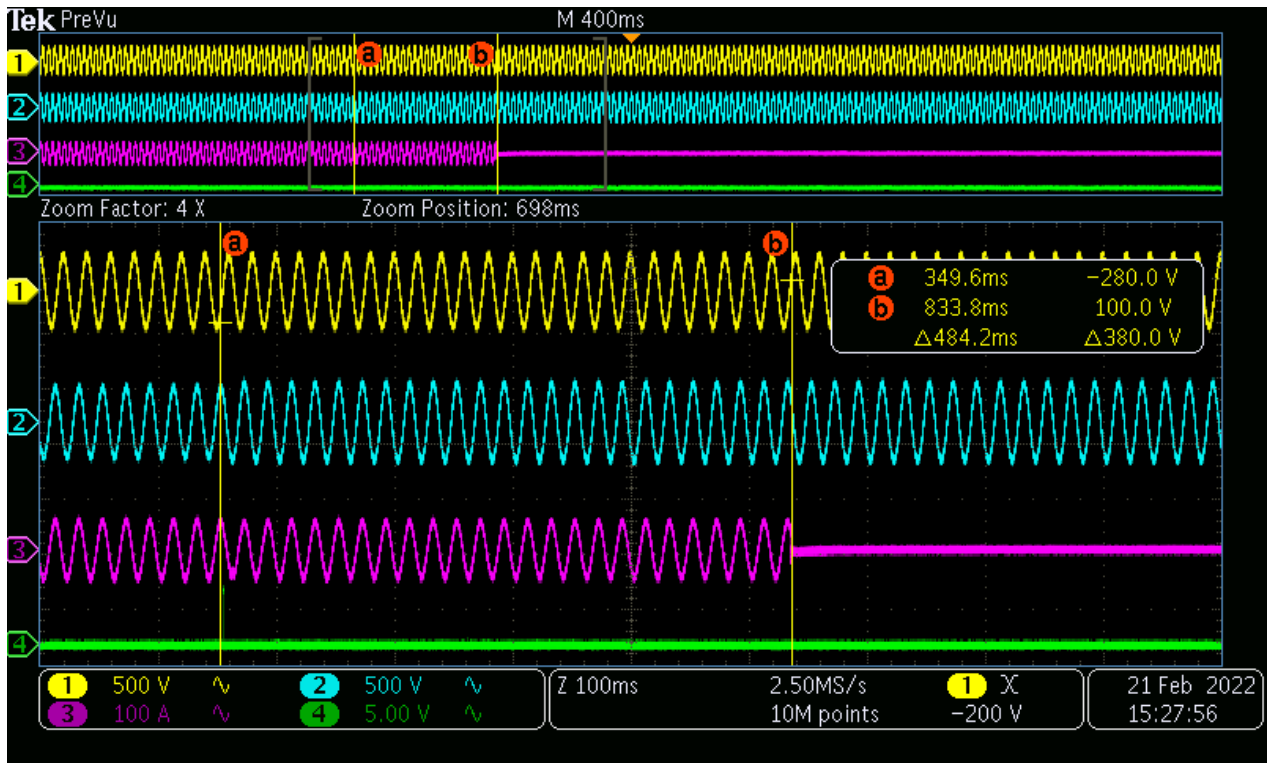 Tek PreVu M 400ms
a b
1
2
3
4
Zoom Factor: 4 X Zoom Position: 698ms
a b
1
a 349.6ms −280.0 V
b 833.8ms 100.0 V
△484.2ms △380.0 V
2
3
4
1 500 V 2 500 V Z 100ms 2.50MS/s 1 21 Feb 2022
3 100 A 4 5.00 V 10M points −200 V 15:27:56